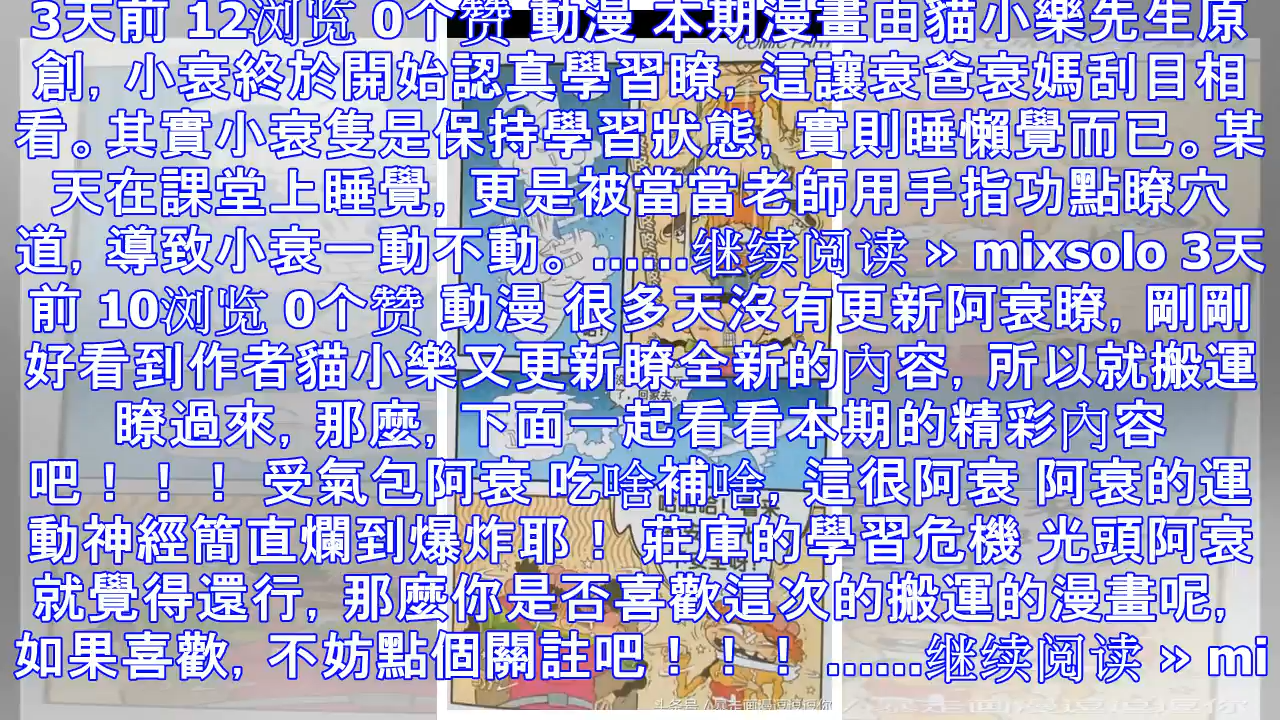 3天前 12浏览 0个赞 動漫 本期漫畫由貓小樂先生原
創, 小衰終於開始認真學習瞭, 這讓衰爸衰媽刮目相
看。其實小衰隻是保持學習狀態, 實則睡懶覺而已。某
天在課堂上睡覺, 更是被當當老師用手指功點瞭穴
道, 導致小衰一動不動。……继续阅读 » mixsolo 3天
前 10浏览 0个赞 動漫 很多天沒有更新阿衰瞭, 剛剛
好看到作者貓小樂又更新瞭全新的內容, 所以就搬運
瞭過來, 那麼, 下面一起看看本期的精彩內容
吧！！！ 受氣包阿衰 吃啥補啥, 這很阿衰 阿衰的運
動神經簡直爛到爆炸耶！ 莊庫的學習危機 光頭阿衰
就覺得還行, 那麼你是否喜歡這次的搬運的漫畫呢,
如果喜歡, 不妨點個關註吧！！！……继续阅读 » mi